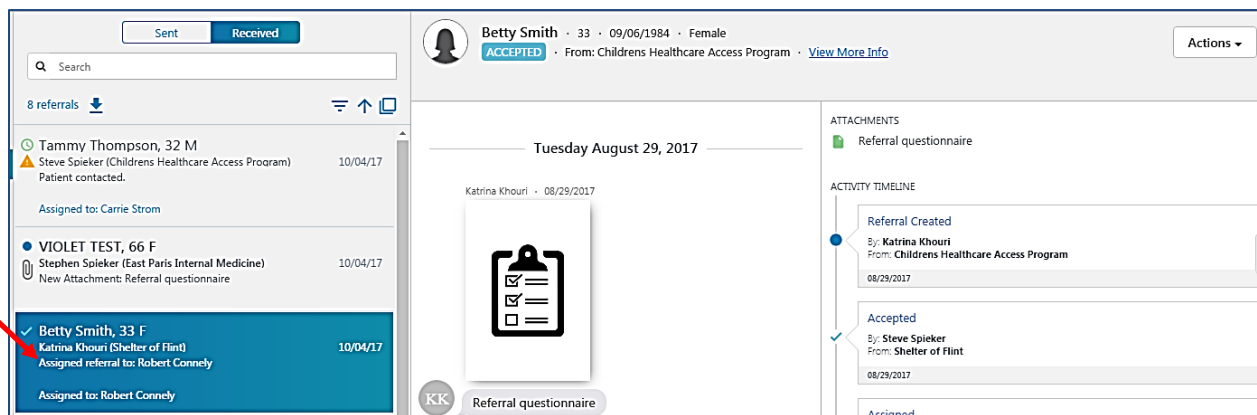 Sent Received
Search
8 referrals
Tammy Thompson, 32 M
Steve Spieker (Childrens Healthcare Access Program) 10/04/17
Patient contacted.
Assigned to: Carrie Strom
VIOLET TEST, 66 F
Stephen Spieker (East Paris Internal Medicine) 10/04/17
New Attachment: Referral questionnaire
Betty Smith, 33 F
Katrina Khouri (Shelter of Flint) 10/04/17
Assigned referral to: Robert Connely
Assigned to: Robert Connely
Betty Smith · 33 · 09/06/1984 · Female
ACCEPTED · From: Childrens Healthcare Access Program · View More Info
Actions
Tuesday August 29, 2017
Katrina Khouri · 08/29/2017
KK Referral questionnaire
ATTACHMENTS
Referral questionnaire
ACTIVITY TIMELINE
Referral Created
By: Katrina Khouri
From: Childrens Healthcare Access Program
08/29/2017
Accepted
By: Steve Spieker
From: Shelter of Flint
08/29/2017
Assigned